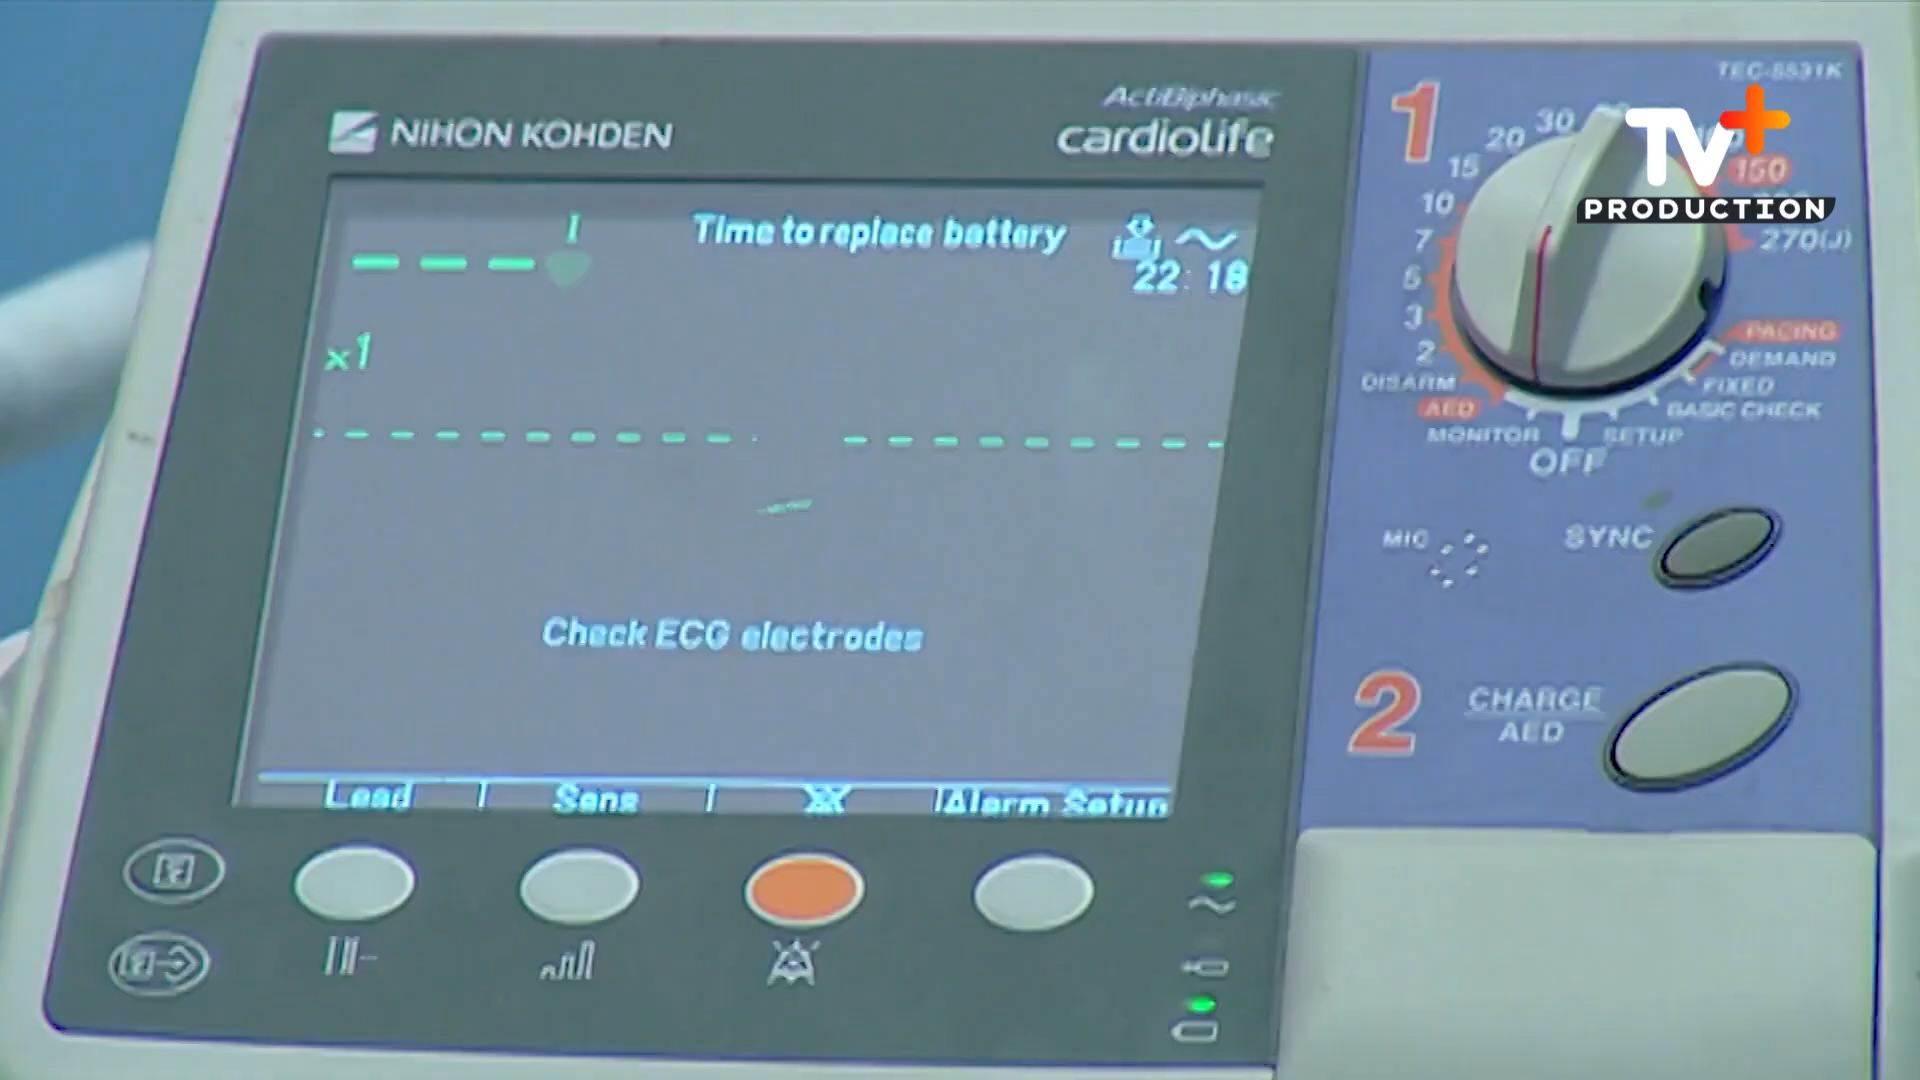 TEC-5531K
ActiBiphasic
NIHON KOHDEN
cardiolife
1
TV+
PRODUCTION
30
20
15
150
10
7
270(J)
5
3
2
PACING
DEMAND
DISARM
FIXED
AED
BASIC CHECK
MONITOR
SETUP
OFF
I
Time to replace battery
22:18
x1
MIC
SYNC
Check ECG electrodes
2
CHARGE
AED
Lead
Sens
Alarm Setup